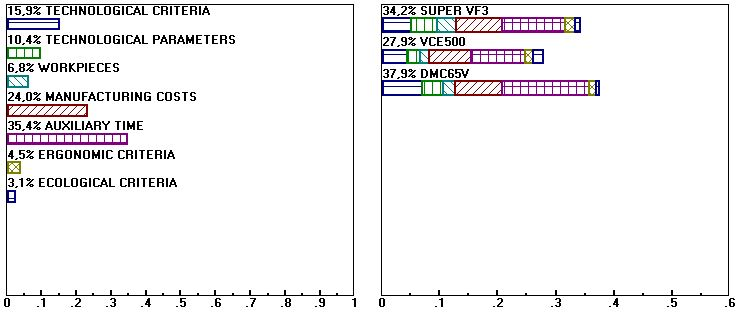 15,9% TECHNOLOGICAL CRITERIA
10,4% TECHNOLOGICAL PARAMETERS
6,8% WORKPIECES
24,0% MANUFACTURING COSTS
35,4% AUXILIARY TIME
4,5% ERGONOMIC CRITERIA
3,1% ECOLOGICAL CRITERIA
0 .1 .2 .3 .4 .5 .6 .7 .8 .9 1
34,2% SUPER VF3
27,9% VCE500
37,9% DMC65V
0 .1 .2 .3 .4 .5 .6